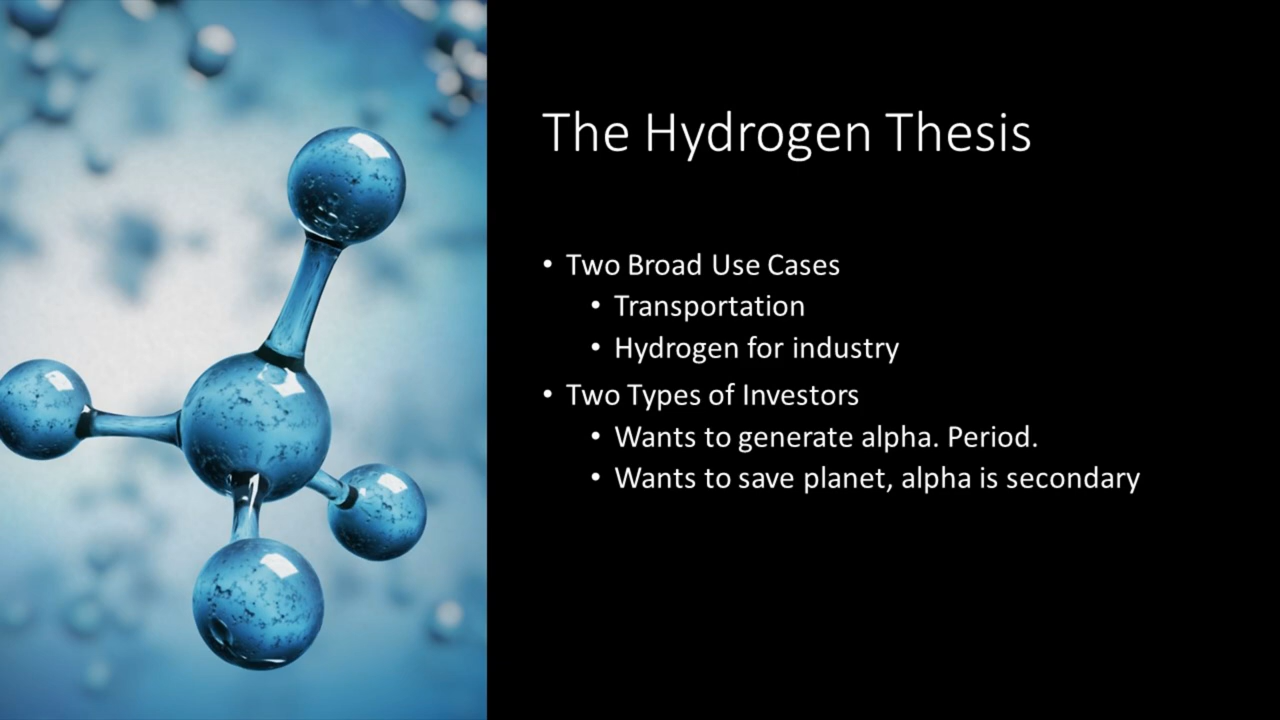 The Hydrogen Thesis
• Two Broad Use Cases
• Transportation
• Hydrogen for industry
• Two Types of Investors
• Wants to generate alpha. Period.
• Wants to save planet, alpha is secondary